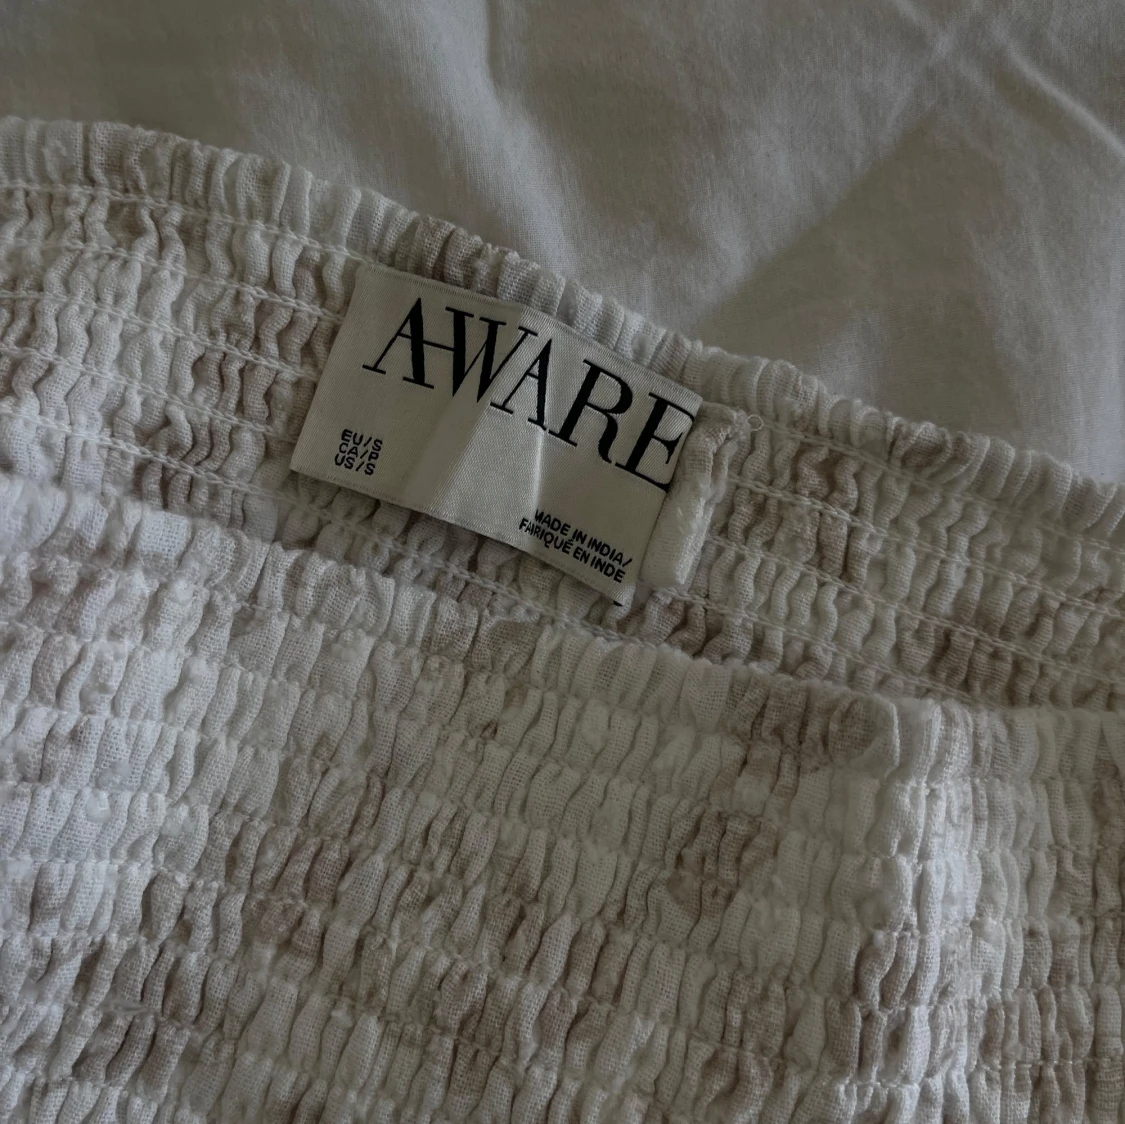 AWARE
EU/S
CA/P
US/S
MADE IN INDIA/
FARIQUÉ EN INDE